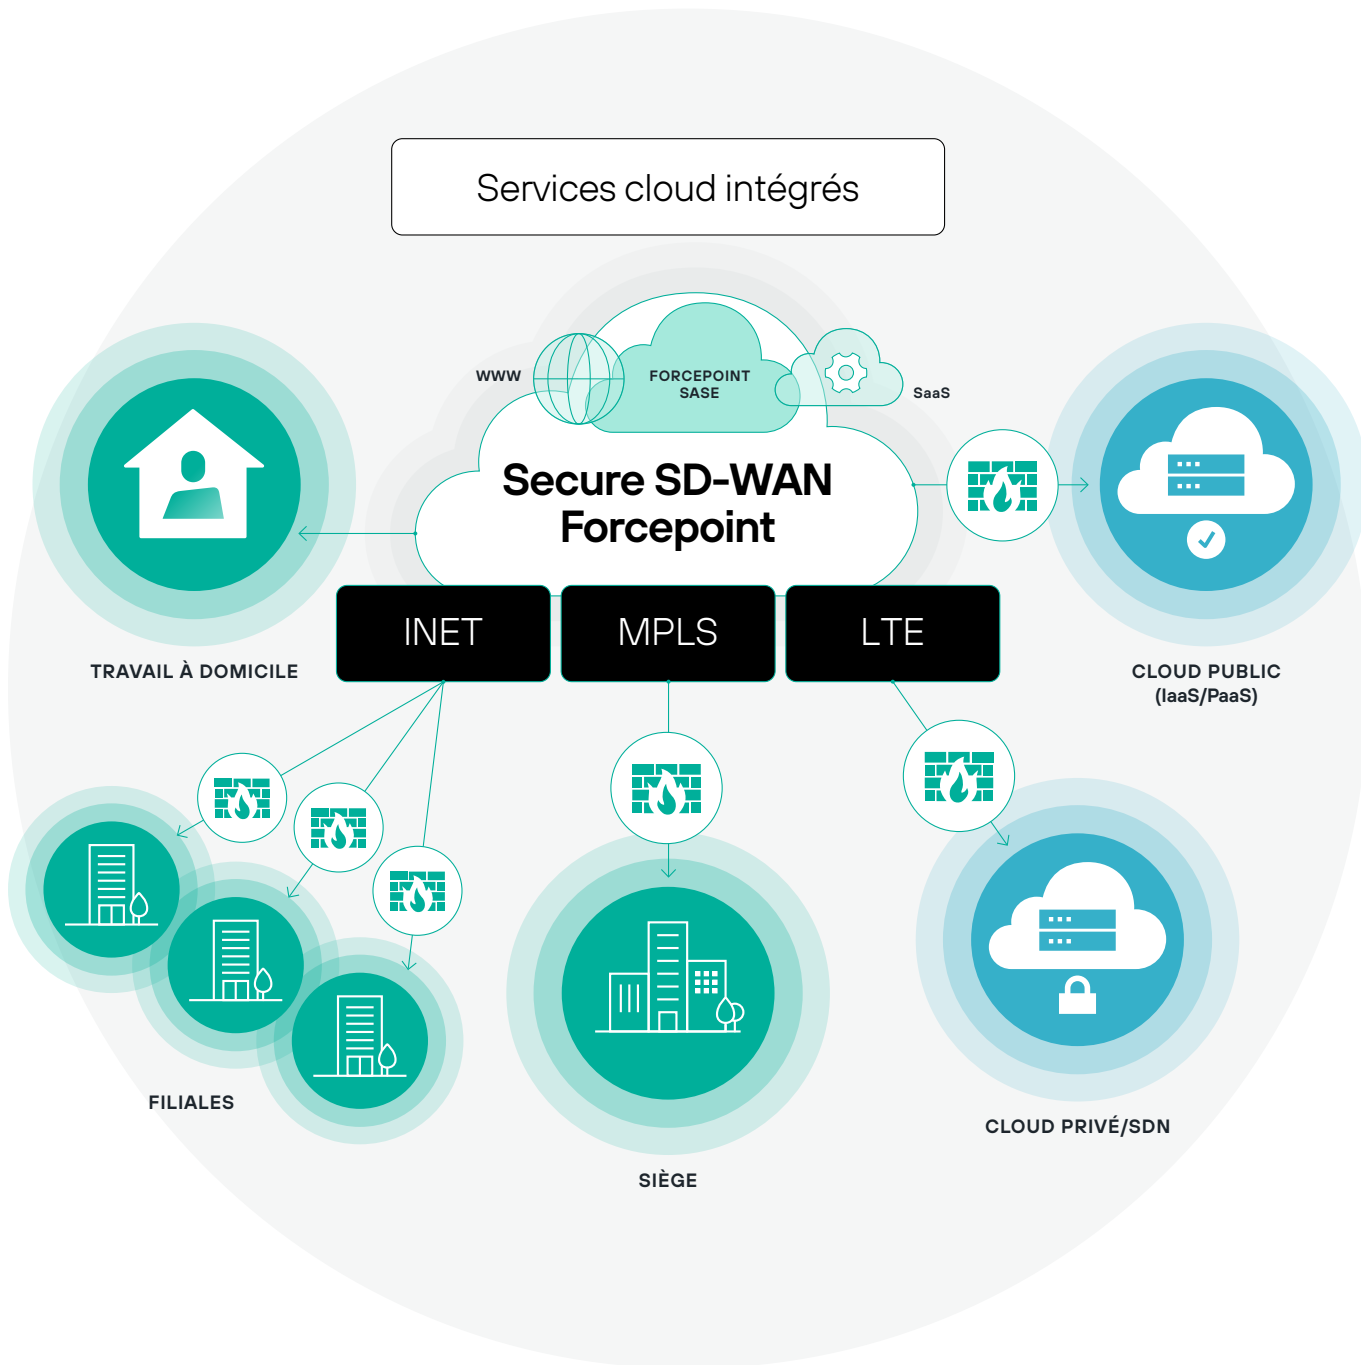 Services cloud intégrés
WWW
FORCEPOINT
SASE
SaaS
Secure SD-WAN
Forcepoint
INET
MPLS
LTE
TRAVAIL À DOMICILE
CLOUD PUBLIC
(IaaS/PaaS)
FILIALES
SIÈGE
CLOUD PRIVÉ/SDN